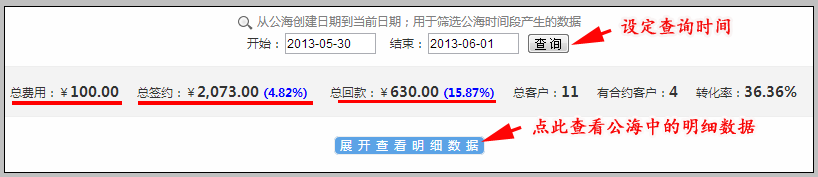 从公海创建日期到当前日期；用于筛选公海时间段产生的数据
开始：2013-05-30 结束：2013-06-01 查 询 设定查询时间
总费用：￥100.00 总签约：￥2,073.00 (4.82%) 总回款：￥630.00 (15.87%) 总客户：11 有合约客户：4 转化率：36.36%
点此查看公海中的明细数据
展开查看明细数据